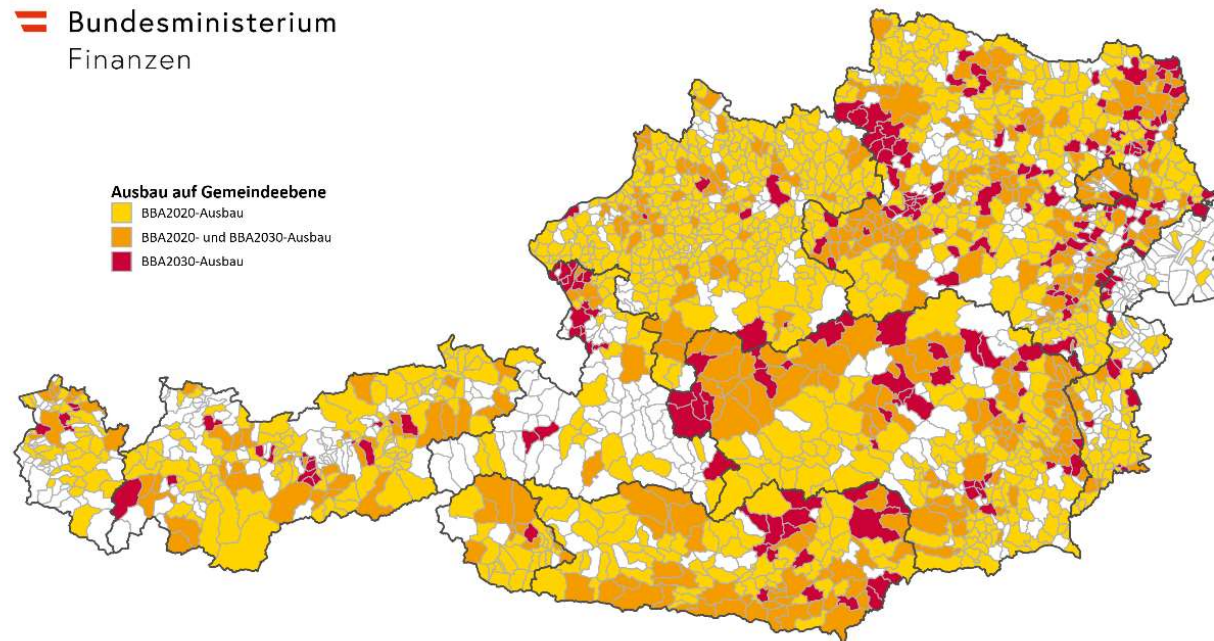 Bundesministerium
Finanzen
Ausbau auf Gemeindeebene
BBA2020-Ausbau
BBA2020- und BBA2030-Ausbau
BBA2030-Ausbau